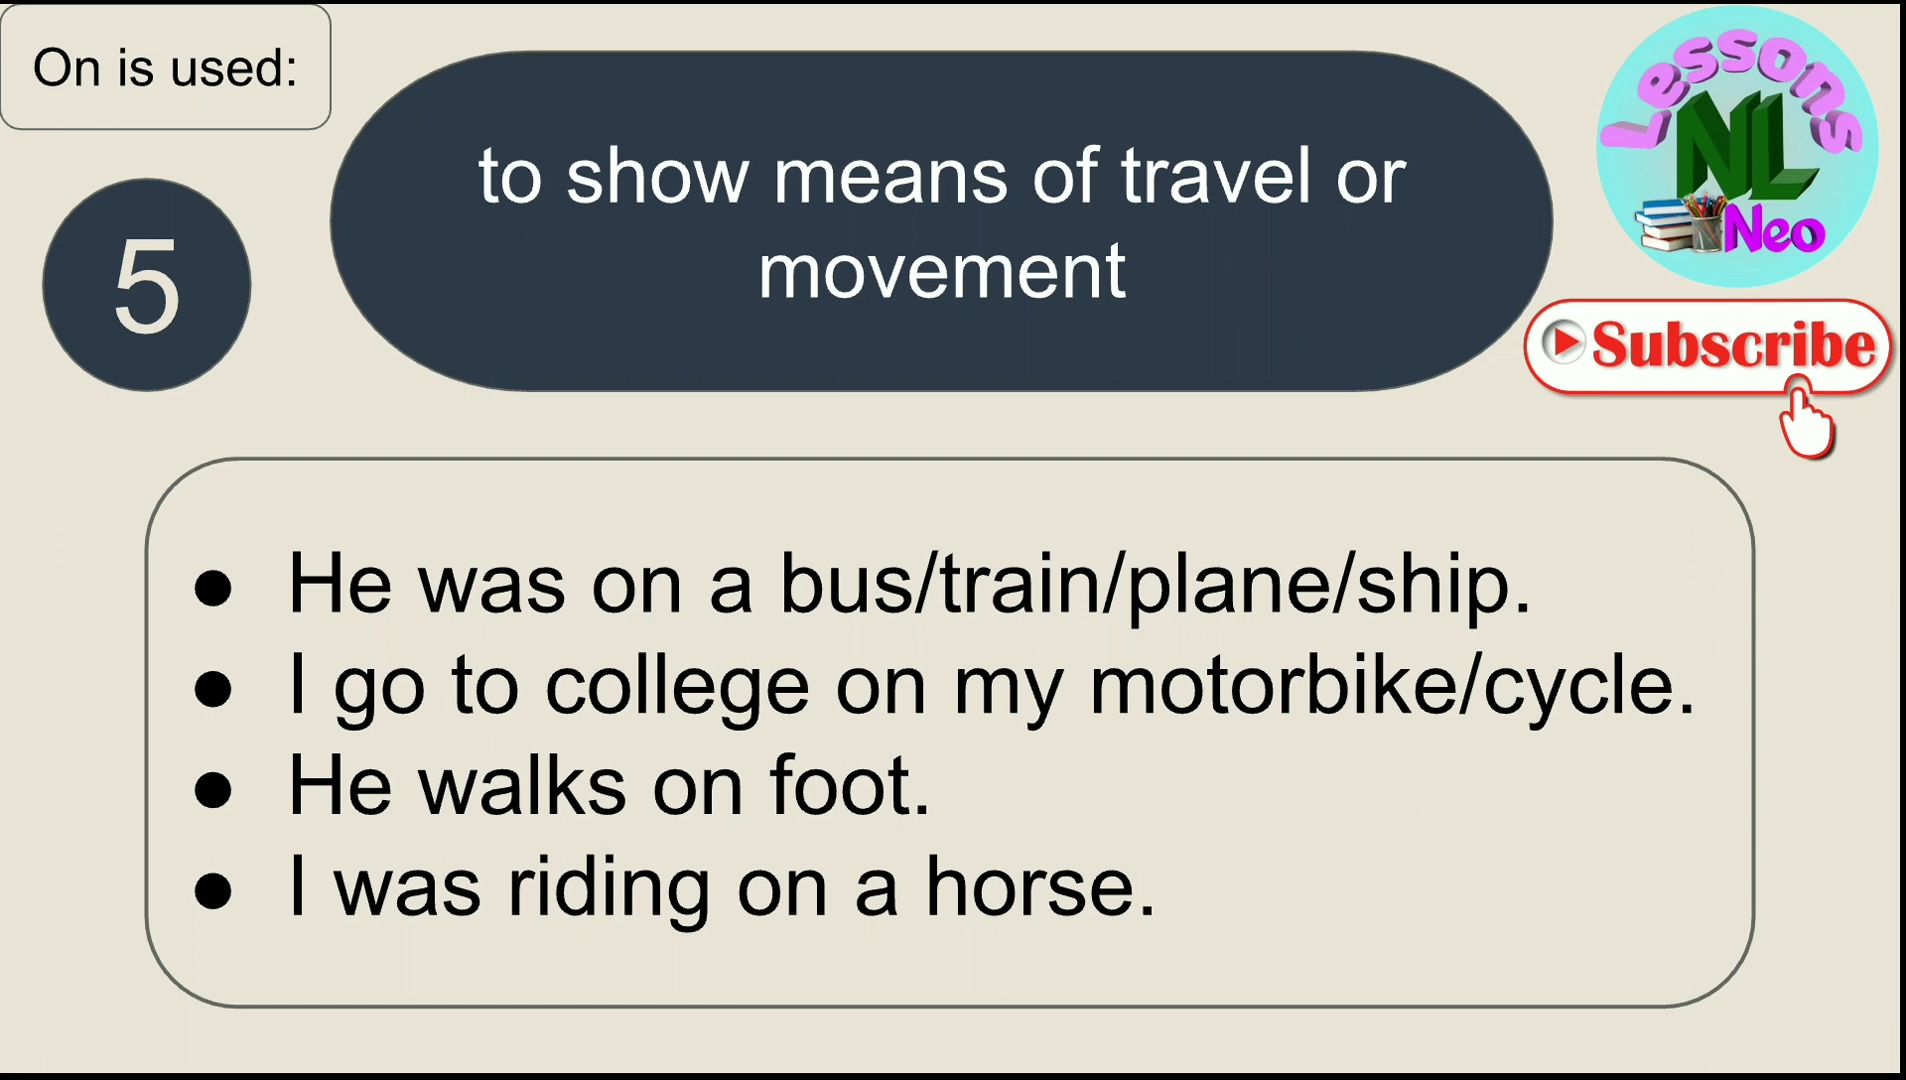 On is used:
5
to show means of travel or
movement
Lessons
NL
Neo
Subscribe
● He was on a bus/train/plane/ship.
● I go to college on my motorbike/cycle.
● He walks on foot.
● I was riding on a horse.